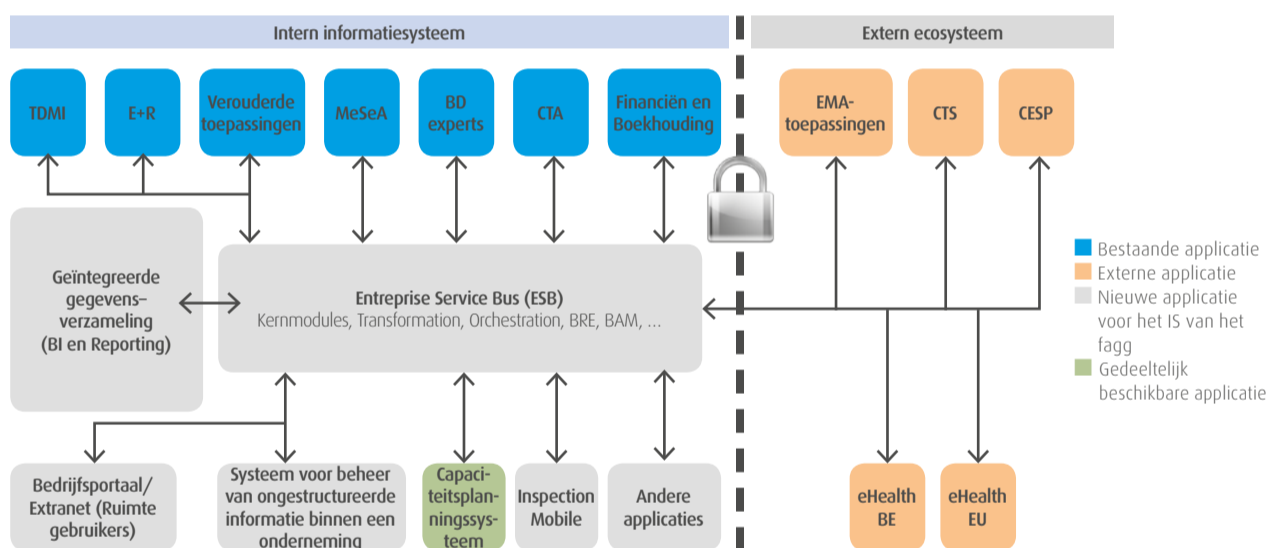 Intern informatiesysteem
Extern ecosysteem
TDMI
E+R
Verouderde
toepassingen
MeSeA
BD
experts
CTA
Financiën en
Boekhouding
EMA-
toepassingen
CTS
CESP
Geïntegreerde
gegevens-
verzameling
(BI en Reporting)
Entreprise Service Bus (ESB)
Kernmodules, Transformation, Orchestration, BRE, BAM, ...
Bestaande applicatie
Externe applicatie
Nieuwe applicatie
voor het IS van het
fagg
Gedeeltelijk
beschikbare applicatie
Bedrijfsportaal/
Extranet (Ruimte
gebruikers)
Systeem voor beheer
van ongestructureerde
informatie binnen een
onderneming
Capaci-
teitsplan-
ningssys-
teem
Inspection
Mobile
Andere
applicaties
eHealth
BE
eHealth
EU